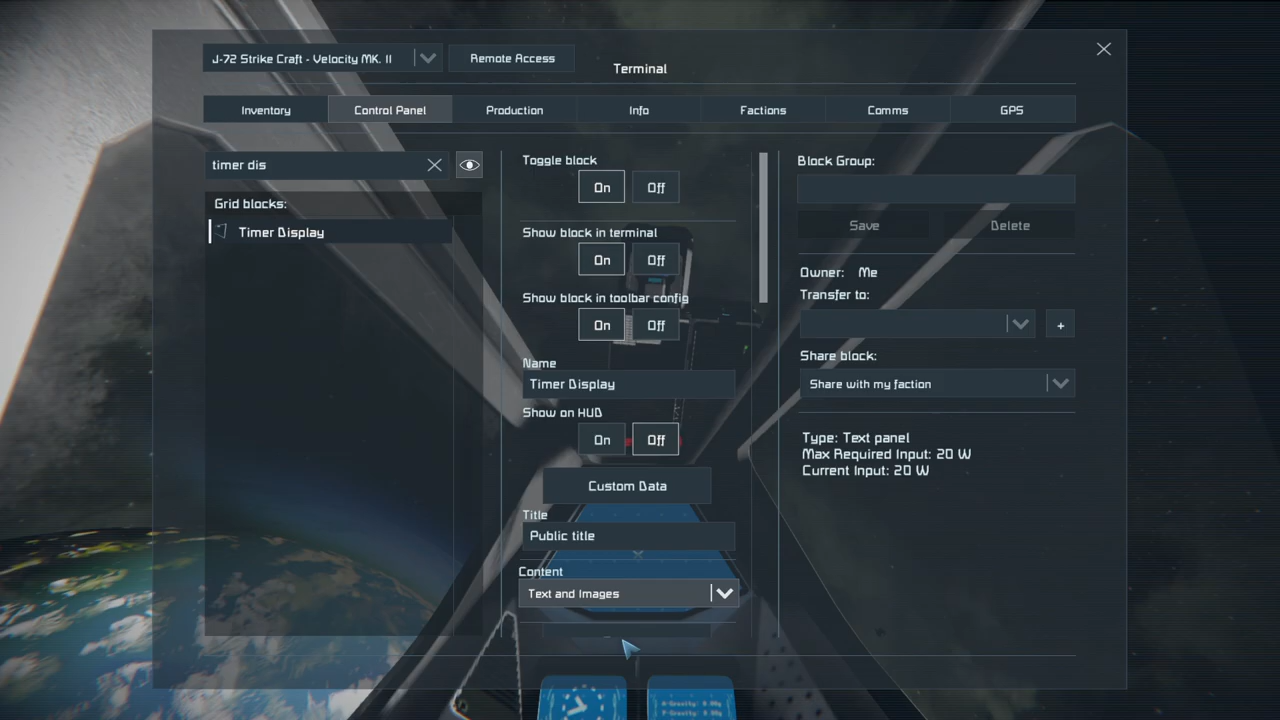 J-72 Strike Craft - Velocity MK. II
Remote Access
Terminal
Inventory
Control Panel
Production
Info
Factions
Comms
GPS
timer dis
Grid blocks:
Timer Display
Toggle block
On Off
Show block in terminal
On Off
Show block in toolbar config
On Off
Name
Timer Display
Show on HUD
On Off
Custom Data
Title
Public title
Content
Text and Images
Block Group:
Save Delete
Owner: Me
Transfer to:
+
Share block:
Share with my faction
Type: Text panel
Max Required Input: 20 W
Current Input: 20 W